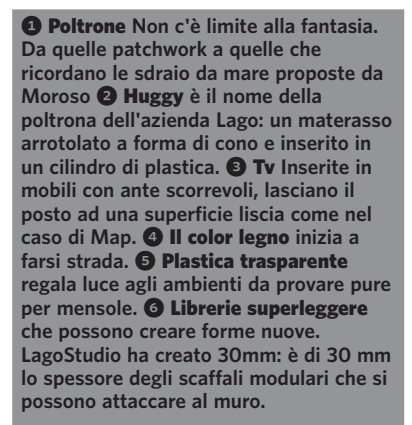 ❶ Poltrone Non c'è limite alla fantasia.
Da quelle patchwork a quelle che
ricordano le sdraio da mare proposte da
Moroso ❷ Huggy è il nome della
poltrona dell'azienda Lago: un materasso
arrotolato a forma di cono e inserito in
un cilindro di plastica. ❸ Tv Inserite in
mobili con ante scorrevoli, lasciano il
posto ad una superficie liscia come nel
caso di Map. ❹ Il color legno inizia a
farsi strada. ❺ Plastica trasparente
regala luce agli ambienti da provare pure
per mensole. ❻ Librerie superleggere
che possono creare forme nuove.
LagoStudio ha creato 30mm: è di 30 mm
lo spessore degli scaffali modulari che si
possono attaccare al muro.